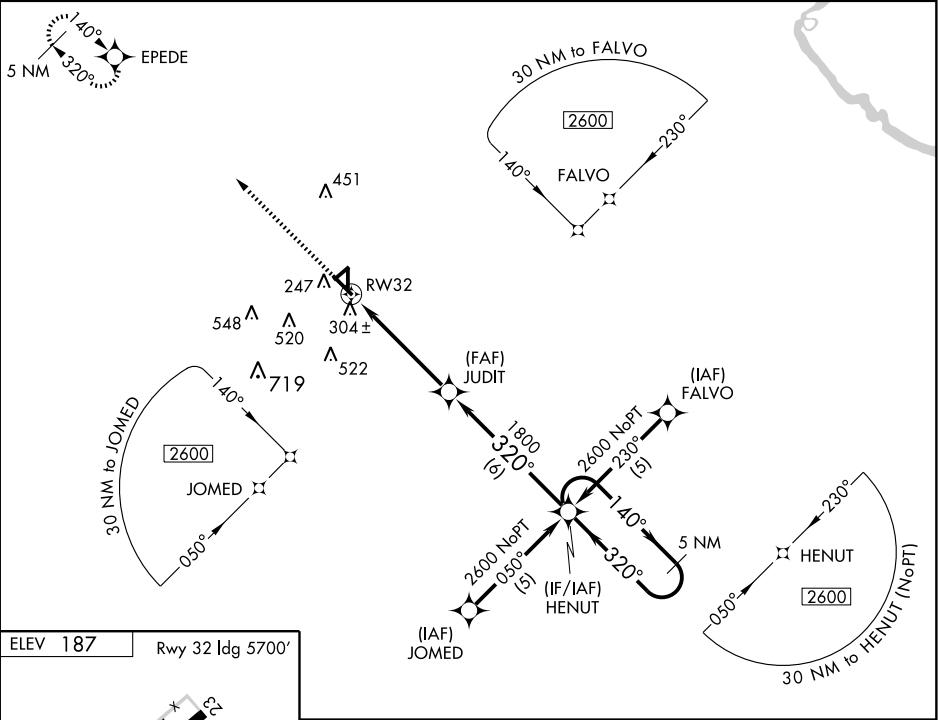 140°
320°
5 NM
EPEDE
30 NM to FALVO
2600
140°
230°
FALVO
451
247
RW32
304±
548
520
522
719
140°
30 NM to JOMED
2600
JOMED
050°
(FAF)
JUDIT
1800
320°
(6)
(IAF)
FALVO
2600 NoPT
230°
(5)
140°
320°
5 NM
2600 NoPT
050°
(5)
(IF/IAF)
HENUT
(IAF)
JOMED
230°
050°
HENUT
2600
30 NM to HENUT (NoPT)
ELEV 187
Rwy 32 ldg 5700'
x
23